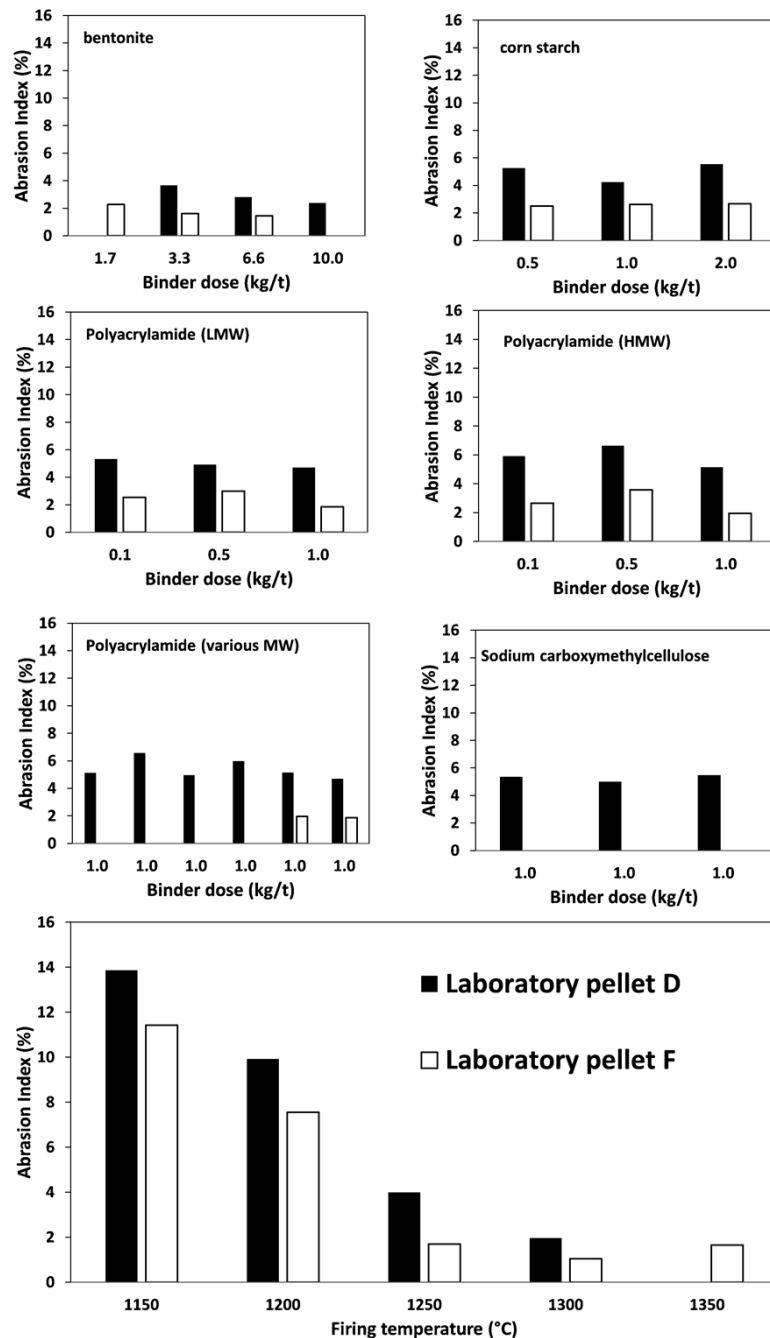 bentonite
Abrasion Index (%)
16
14
12
10
8
6
4
2
0
1.7 3.3 6.6 10.0
Binder dose (kg/t)
corn starch
Abrasion Index (%)
16
14
12
10
8
6
4
2
0
0.5 1.0 2.0
Binder dose (kg/t)
Polyacrylamide (LMW)
Abrasion Index (%)
16
14
12
10
8
6
4
2
0
0.1 0.5 1.0
Binder dose (kg/t)
Polyacrylamide (HMW)
Abrasion Index (%)
16
14
12
10
8
6
4
2
0
0.1 0.5 1.0
Binder dose (kg/t)
Polyacrylamide (various MW)
Abrasion Index (%)
16
14
12
10
8
6
4
2
0
1.0 1.0 1.0 1.0 1.0 1.0
Binder dose (kg/t)
Sodium carboxymethylcellulose
Abrasion Index (%)
16
14
12
10
8
6
4
2
0
1.0 1.0 1.0
Binder dose (kg/t)
Abrasion Index (%)
16
14
12
10
8
6
4
2
0
Laboratory pellet D
Laboratory pellet F
1150 1200 1250 1300 1350
Firing temperature (°C)